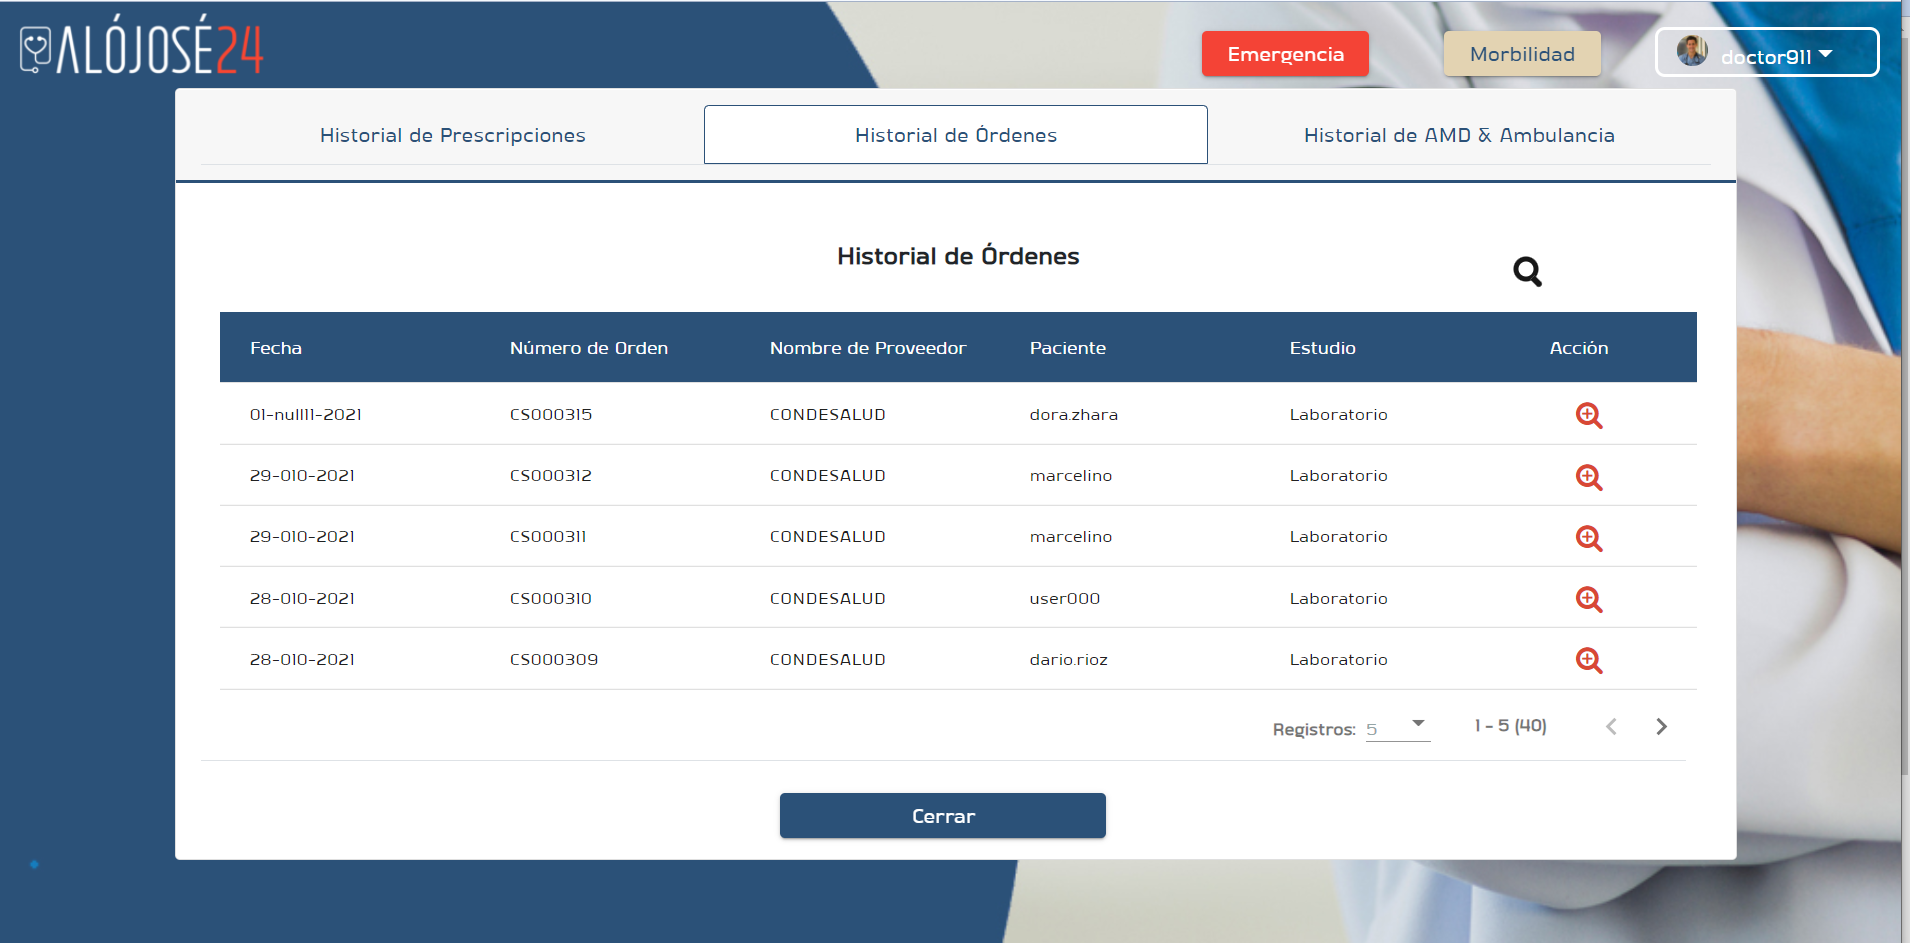 ALÓJOSÉ24
Emergencia
Morbilidad
doctor911
Historial de Prescripciones
Historial de Órdenes
Historial de AMD & Ambulancia
Historial de Órdenes
Fecha Número de Orden Nombre de Proveedor Paciente Estudio Acción
01-null11-2021 CS000315 CONDESALUD dora.zhara Laboratorio
29-010-2021 CS000312 CONDESALUD marcelino Laboratorio
29-010-2021 CS000311 CONDESALUD marcelino Laboratorio
28-010-2021 CS000310 CONDESALUD user000 Laboratorio
28-010-2021 CS000309 CONDESALUD dario.rioz Laboratorio
Registros: 5 1 - 5 (40)
Cerrar